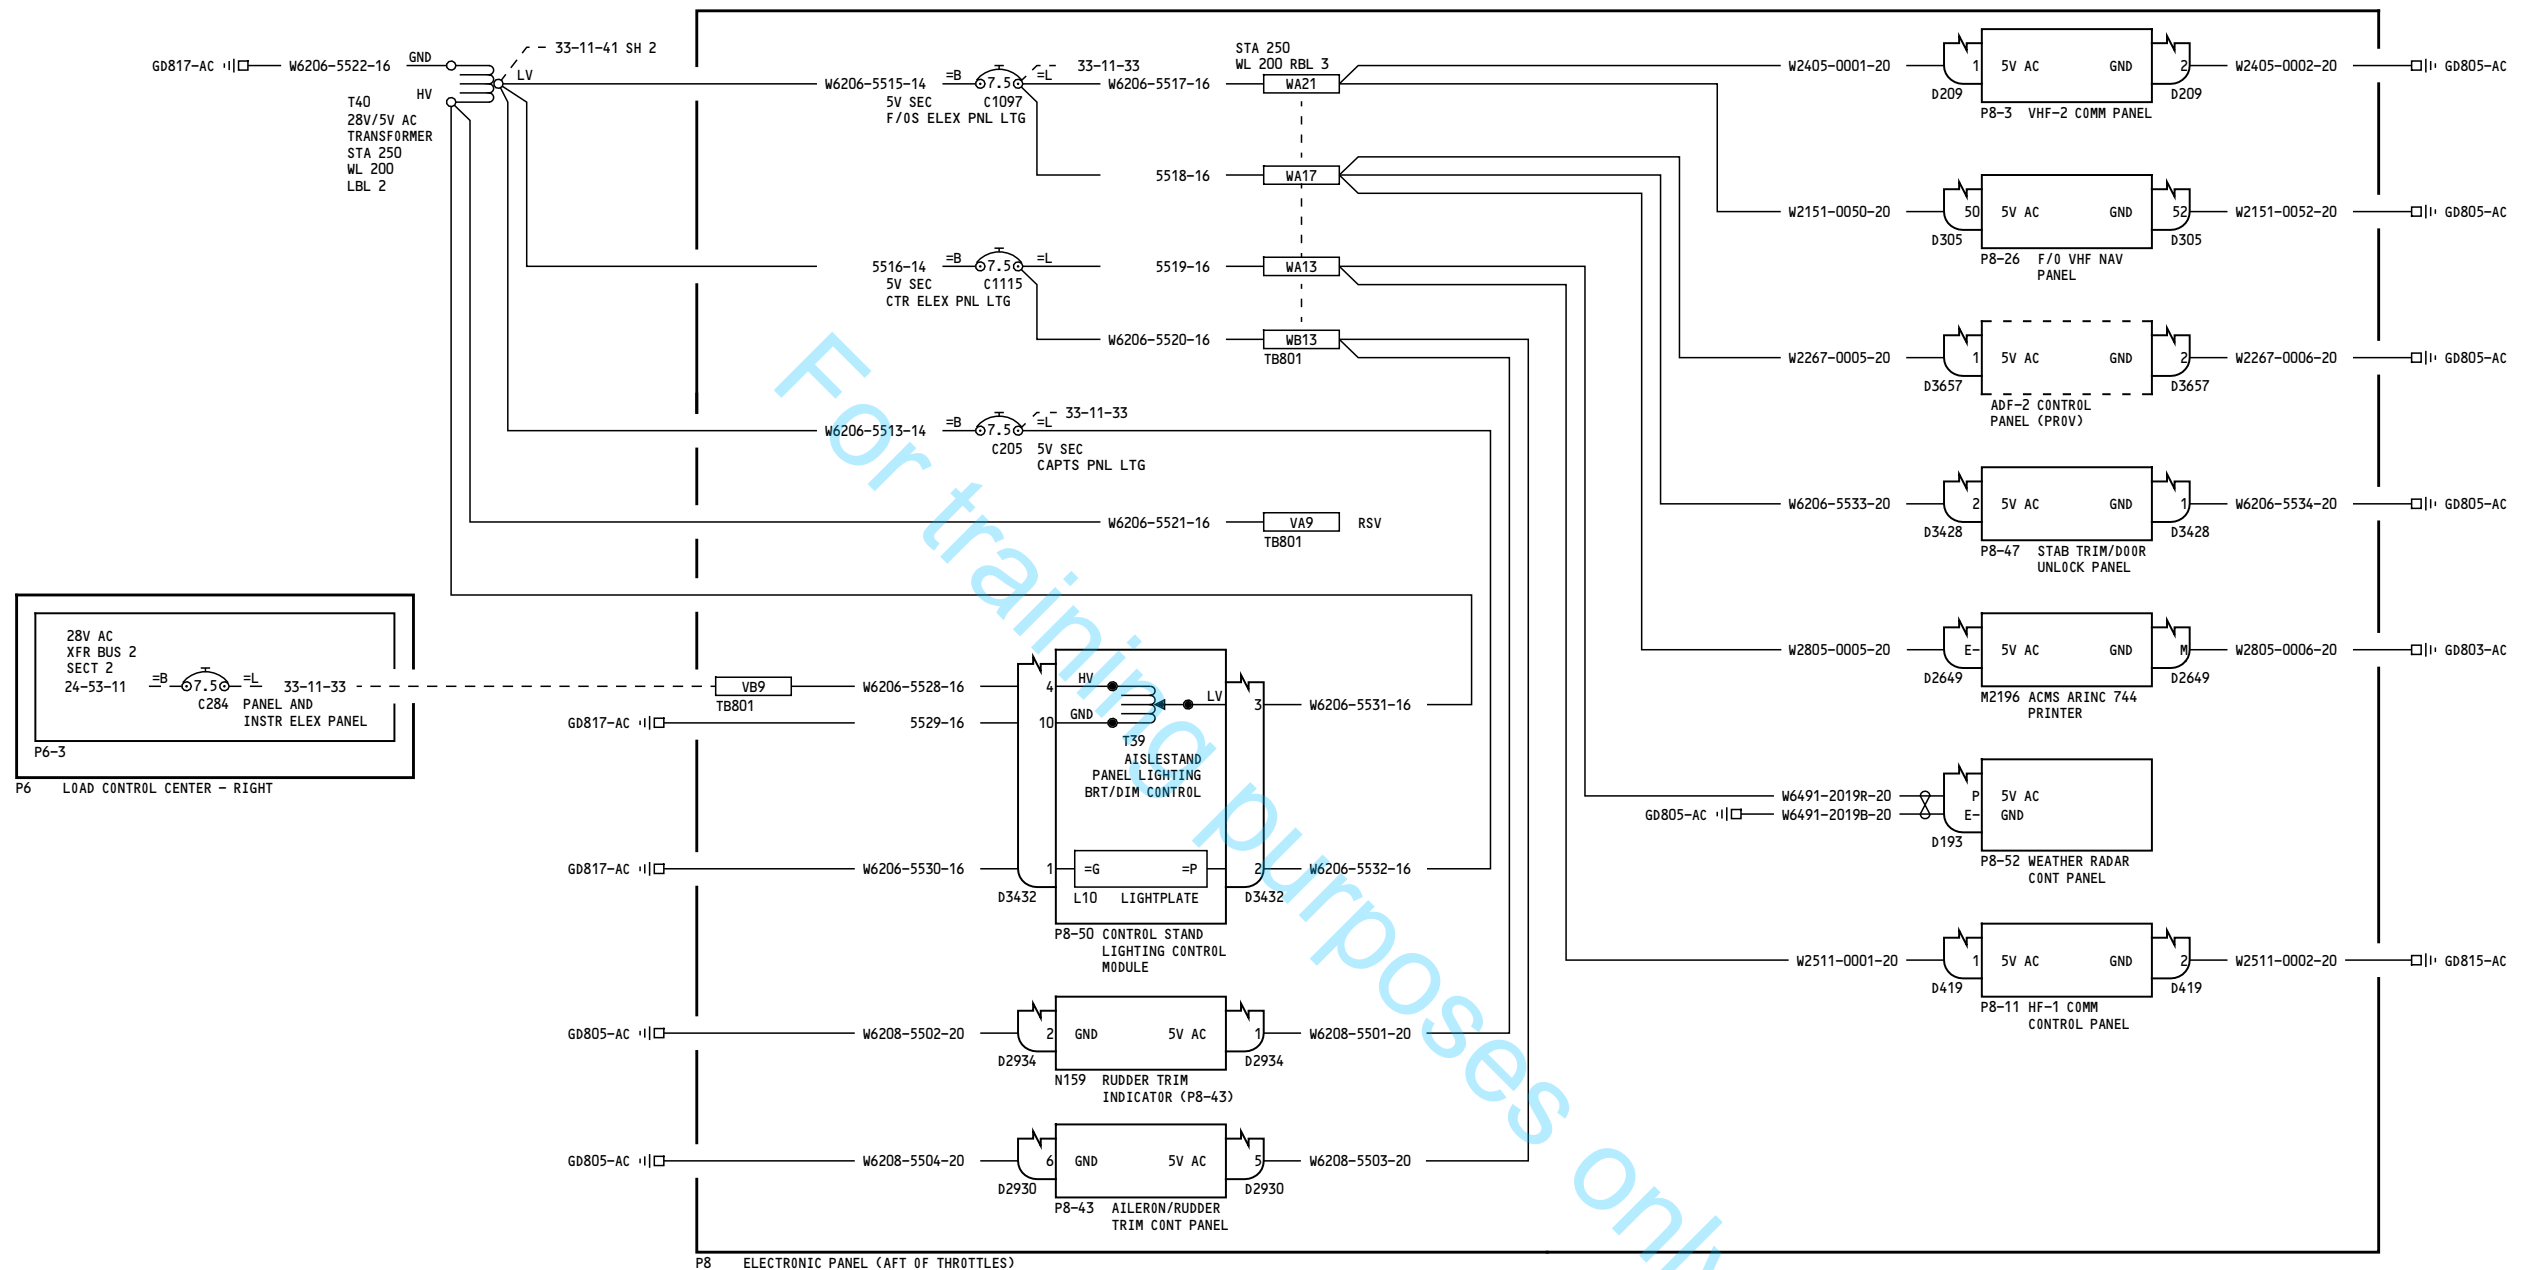 GD817-AC W6206-5522-16 GND
33-11-41 SH 2
LV
HV
T40
28V/5V AC
TRANSFORMER
STA 250
WL 200
LBL 2
W6206-5515-14 =B 7.5 =L 33-11-33
5V SEC C1097
F/OS ELEX PNL LTG
W6206-5517-16
STA 250
WL 200 RBL 3
WA21
5518-16 WA17
5516-14 =B 7.5 =L
5V SEC C1115
CTR ELEX PNL LTG
5519-16 WA13
W6206-5520-16 WB13
TB801
W6206-5513-14 =B 7.5 =L 33-11-33
C205 5V SEC
CAPTS PNL LTG
W6206-5521-16 VA9 RSV
TB801
28V AC
XFR BUS 2
SECT 2
24-53-11 =B 7.5 =L 33-11-33
C284 PANEL AND
INSTR ELEX PANEL
P6-3
P6 LOAD CONTROL CENTER - RIGHT
VB9
TB801
W6206-5528-16 4 HV
GD817-AC 5529-16 10 GND
LV 3 W6206-5531-16
T39
AISLESTAND
PANEL LIGHTING
BRT/DIM CONTROL
GD817-AC W6206-5530-16 1 =G =P 2 W6206-5532-16
D3432 L10 LIGHTPLATE D3432
P8-50 CONTROL STAND
LIGHTING CONTROL
MODULE
GD805-AC W6208-5502-20 2 GND 5V AC 1 W6208-5501-20
D2934 D2934
N159 RUDDER TRIM
INDICATOR (P8-43)
GD805-AC W6208-5504-20 6 GND 5V AC 5 W6208-5503-20
D2930 D2930
P8-43 AILERON/RUDDER
TRIM CONT PANEL
W2405-0001-20 1 5V AC GND 2 W2405-0002-20 GD805-AC
D209 D209
P8-3 VHF-2 COMM PANEL
W2151-0050-20 50 5V AC GND 52 W2151-0052-20 GD805-AC
D305 D305
P8-26 F/O VHF NAV
PANEL
W2267-0005-20 1 5V AC GND 2 W2267-0006-20 GD805-AC
D3657 D3657
ADF-2 CONTROL
PANEL (PROV)
W6206-5533-20 2 5V AC GND 1 W6206-5534-20 GD805-AC
D3428 D3428
P8-47 STAB TRIM/DOOR
UNLOCK PANEL
W2805-0005-20 E- 5V AC GND M W2805-0006-20 GD803-AC
D2649 D2649
M2196 ACMS ARINC 744
PRINTER
W6491-2019R-20 P 5V AC
GD805-AC W6491-2019B-20 E- GND
D193
P8-52 WEATHER RADAR
CONT PANEL
W2511-0001-20 1 5V AC GND 2 W2511-0002-20 GD815-AC
D419 D419
P8-11 HF-1 COMM
CONTROL PANEL
P8 ELECTRONIC PANEL (AFT OF THROTTLES)
For training purposes only